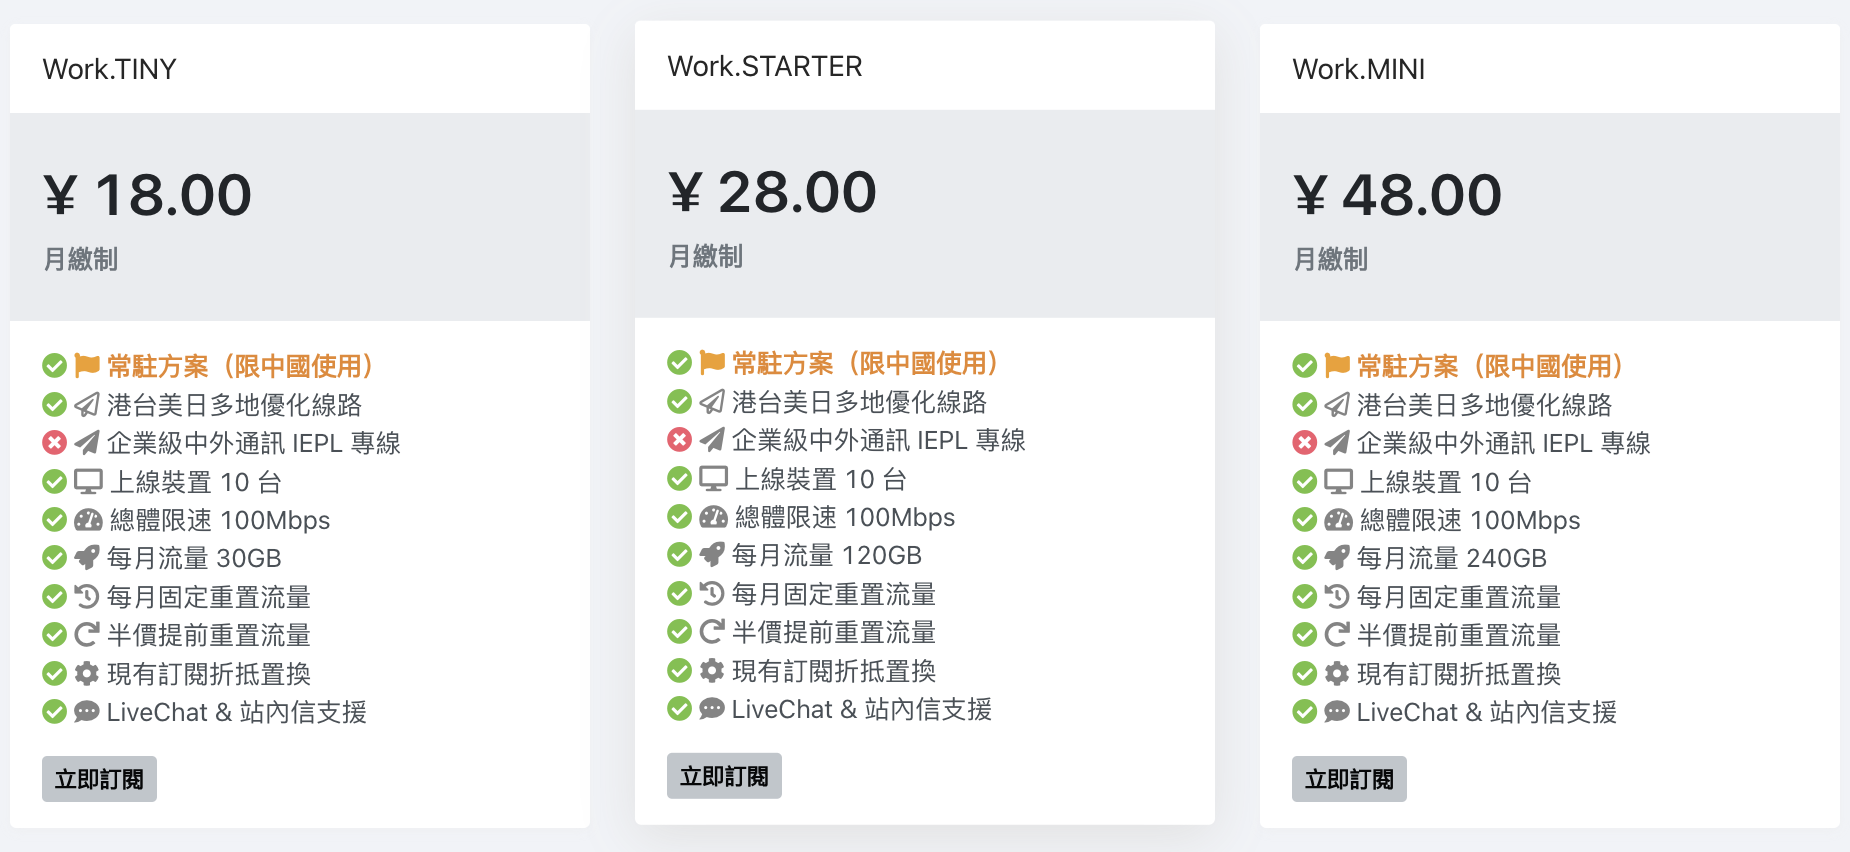 Work.TINY
¥ 18.00
月繳制
常駐方案（限中國使用）
港台美日多地優化線路
企業級中外通訊 IEPL 專線
上線裝置 10 台
總體限速 100Mbps
每月流量 30GB
每月固定重置流量
半價提前重置流量
現有訂閱折抵置換
LiveChat & 站內信支援
立即訂閱
Work.STARTER
¥ 28.00
月繳制
常駐方案（限中國使用）
港台美日多地優化線路
企業級中外通訊 IEPL 專線
上線裝置 10 台
總體限速 100Mbps
每月流量 120GB
每月固定重置流量
半價提前重置流量
現有訂閱折抵置換
LiveChat & 站內信支援
立即訂閱
Work.MINI
¥ 48.00
月繳制
常駐方案（限中國使用）
港台美日多地優化線路
企業級中外通訊 IEPL 專線
上線裝置 10 台
總體限速 100Mbps
每月流量 240GB
每月固定重置流量
半價提前重置流量
現有訂閱折抵置換
LiveChat & 站內信支援
立即訂閱